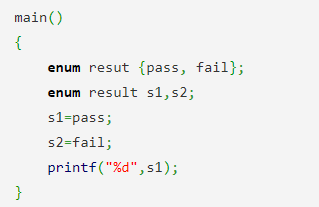 main()
{
enum resut {pass, fail};
enum result s1,s2;
s1=pass;
s2=fail;
printf("%d",s1);
}